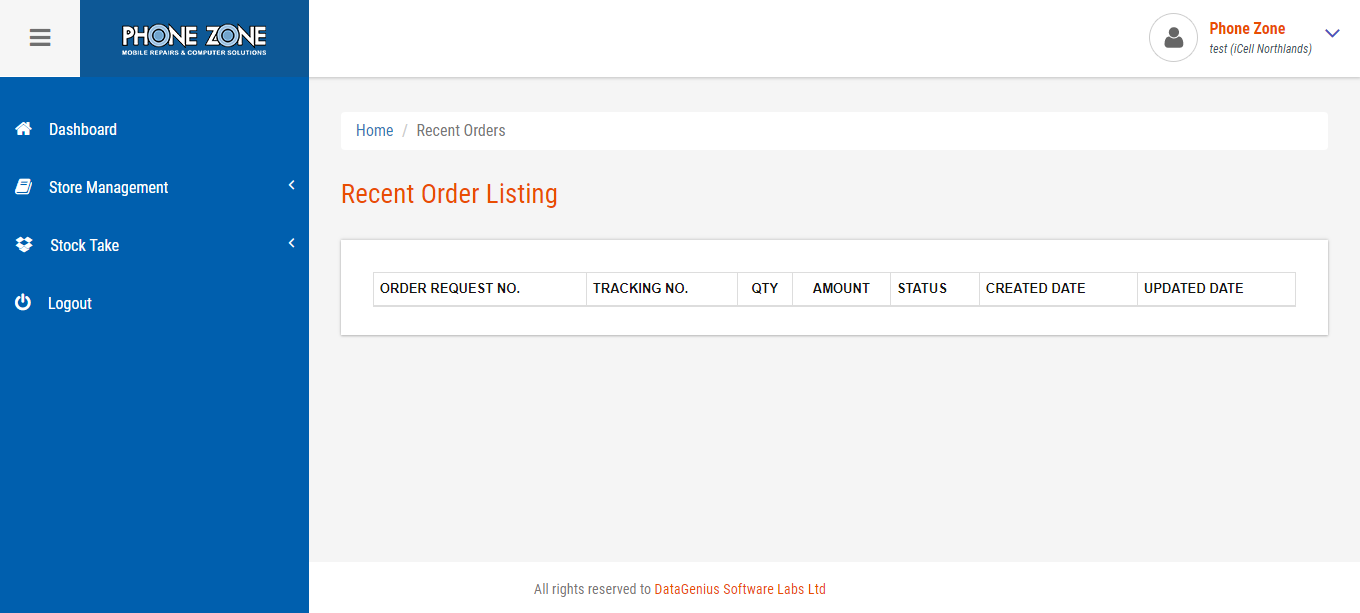 PHONE ZONE
MOBILE REPAIRS & COMPUTER SOLUTIONS
Phone Zone
test (iCell Northlands)
Dashboard
Store Management
Stock Take
Logout
Home / Recent Orders
Recent Order Listing
ORDER REQUEST NO. TRACKING NO. QTY AMOUNT STATUS CREATED DATE UPDATED DATE
All rights reserved to DataGenius Software Labs Ltd